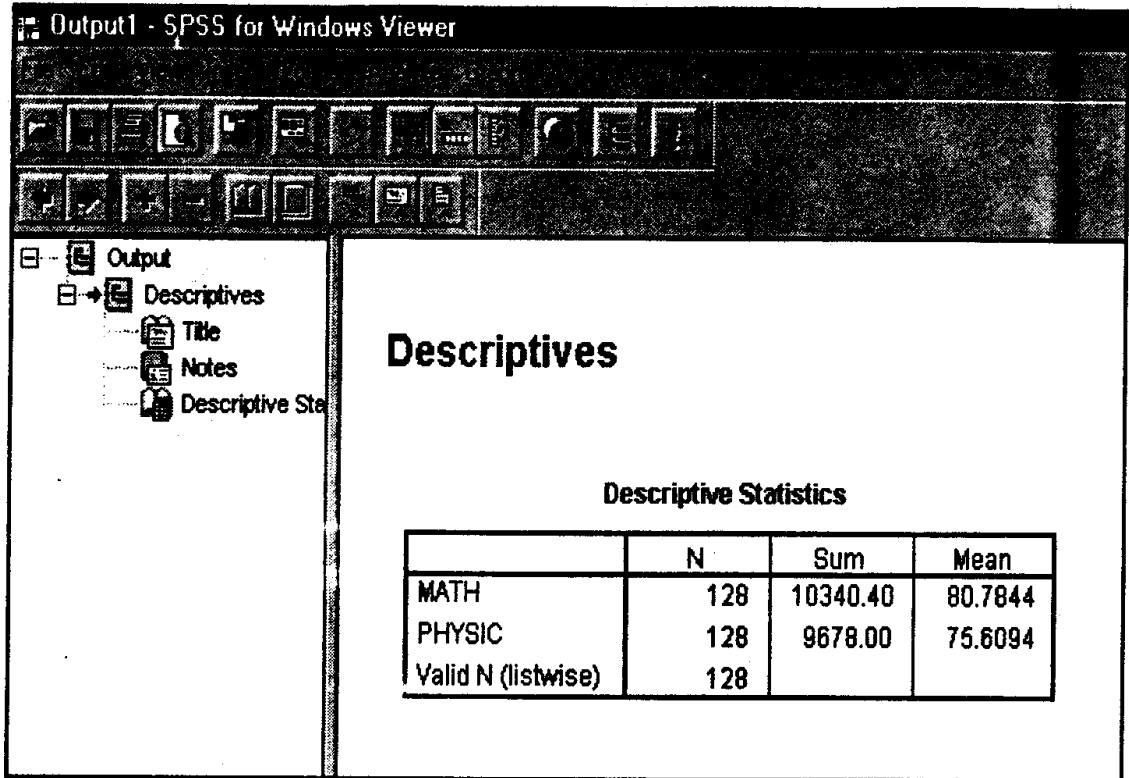 Output1 - SPSS for Windows Viewer
Output
Descriptives
Title
Notes
Descriptive Sta
Descriptives
Descriptive Statistics
N Sum Mean
MATH 128 10340.40 80.7844
PHYSIC 128 9678.00 75.6094
Valid N (listwise) 128